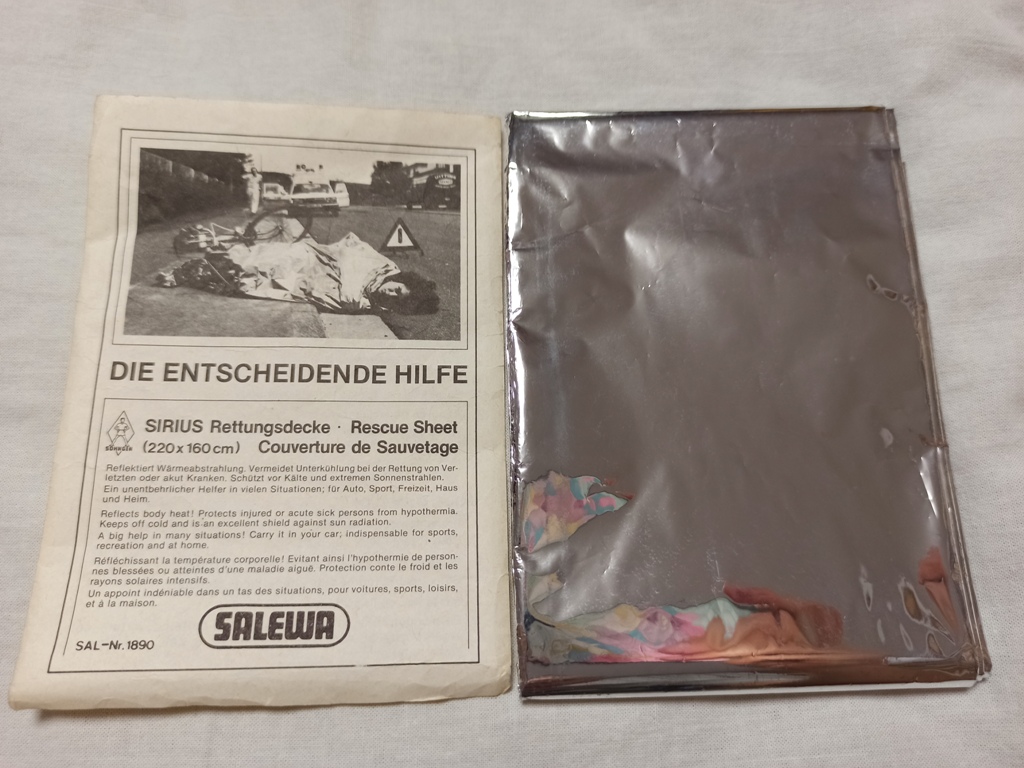 DIE ENTSCHEIDENDE HILFE
SIRIUS Rettungsdecke · Rescue Sheet
(220 x 160 cm) Couverture de Sauvetage
SÖHNGEN
Reflektiert Wärmeabstrahlung. Vermeidet Unterkühlung bei der Rettung von Ver-
letzten oder akut Kranken. Schützt vor Kälte und extremen Sonnenstrahlen.
Ein unentbehrlicher Helfer in vielen Situationen; für Auto, Sport, Freizeit, Haus
und Heim.
Reflects body heat! Protects injured or acute sick persons from hypothermia.
Keeps off cold and is an excellent shield against sun radiation.
A big help in many situations! Carry it in your car; indispensable for sports,
recreation and at home.
Réfléchissant la température corporelle! Evitant ainsi l'hypothermie de person-
nes blessées ou atteintes d'une maladie aiguë. Protection conte le froid et les
rayons solaires intensifs.
Un appoint indéniable dans un tas des situations, pour voitures, sports, loisirs,
et à la maison.
SALEWA
SAL-Nr. 1890